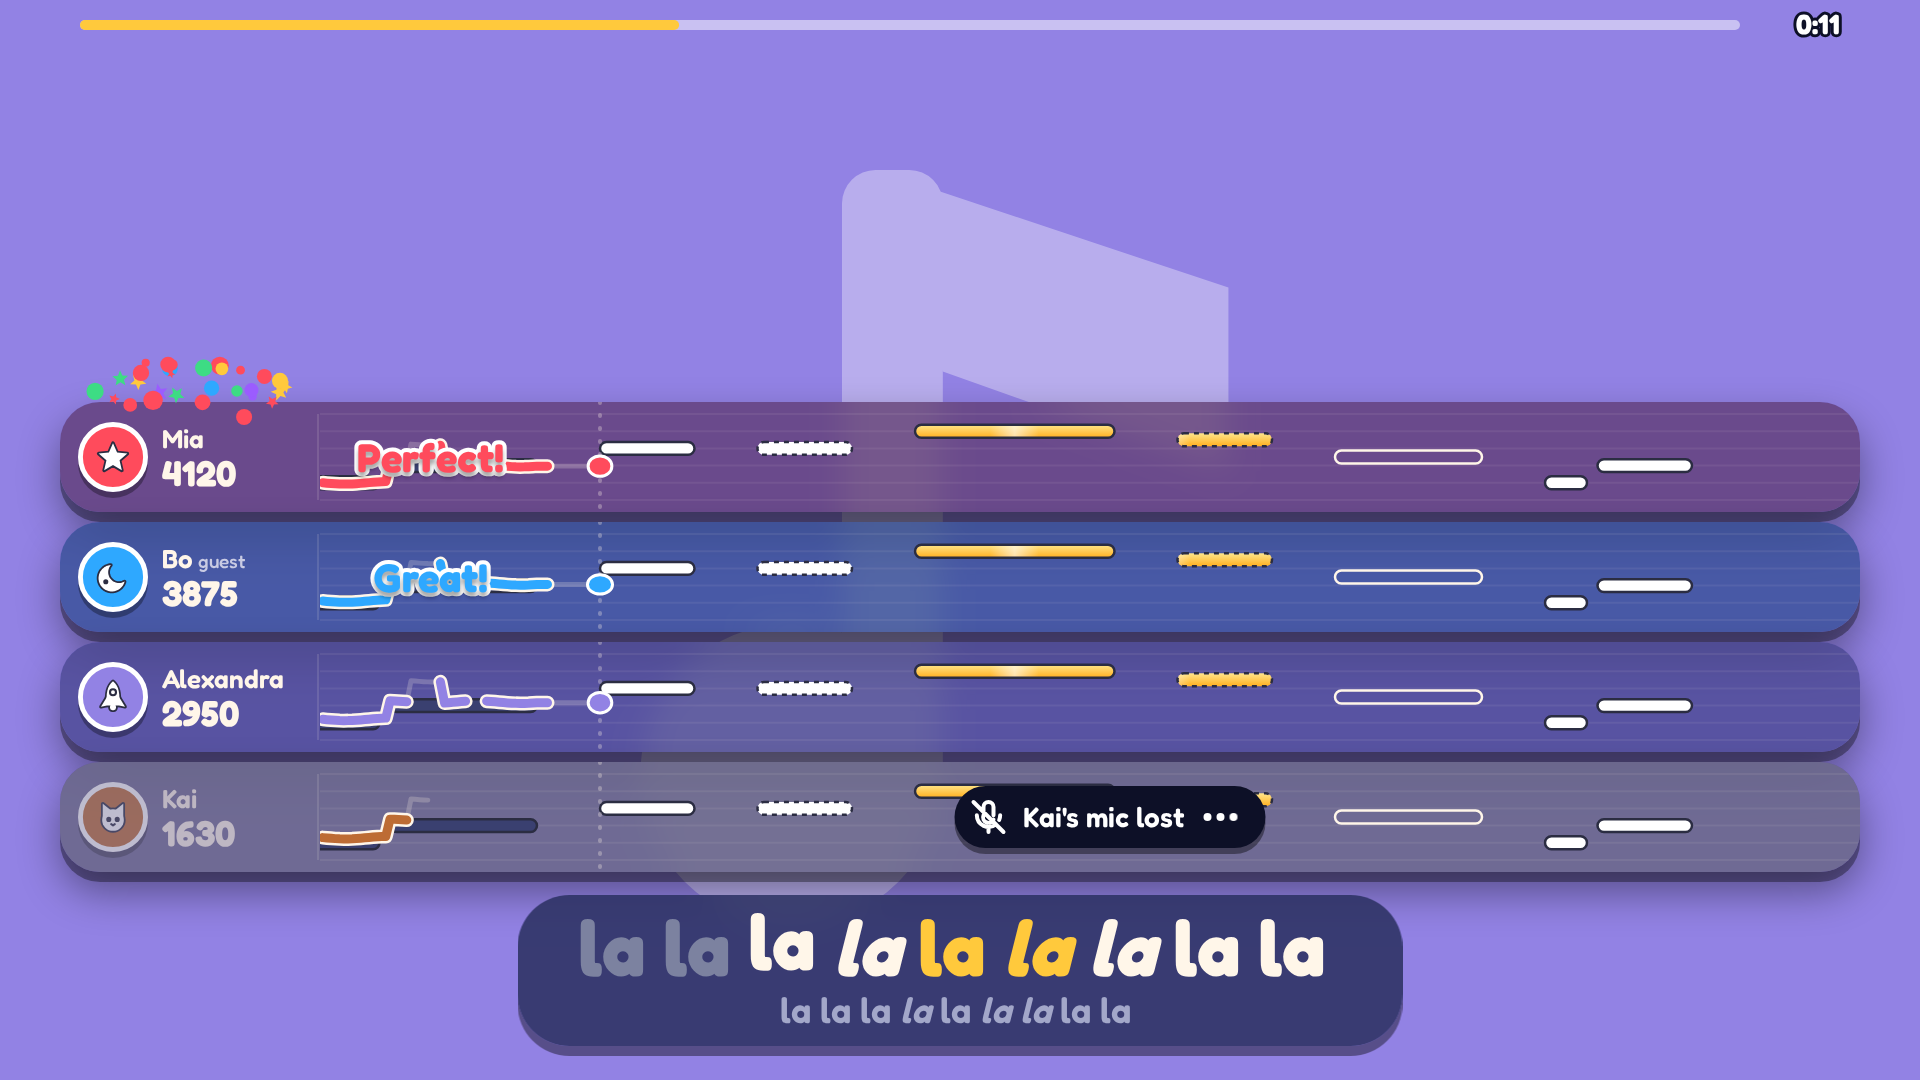 0:11
Mia
4120
Perfect!
Bo guest
3875
Great!
Alexandra
2950
Kai
1630
Kai's mic lost •••
la la la la la la la la la
la la la la la la la la la